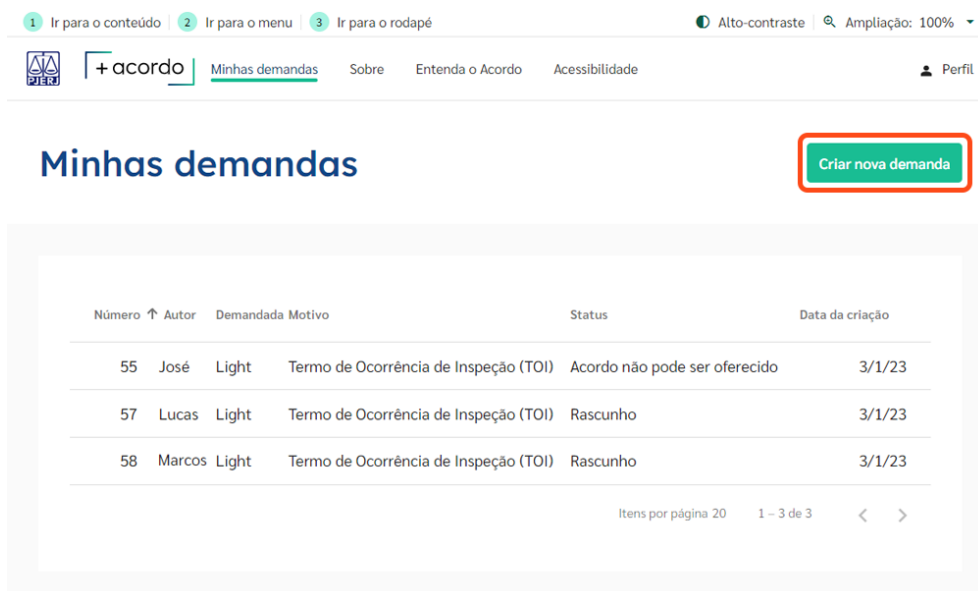 1 Ir para o conteúdo 2 Ir para o menu 3 Ir para o rodapé Alto-contraste Ampliação: 100%
PJERJ + acordo Minhas demandas Sobre Entenda o Acordo Acessibilidade Perfil
Minhas demandas Criar nova demanda
Número ↑ Autor Demandada Motivo Status Data da criação
55 José Light Termo de Ocorrência de Inspeção (TOI) Acordo não pode ser oferecido 3/1/23
57 Lucas Light Termo de Ocorrência de Inspeção (TOI) Rascunho 3/1/23
58 Marcos Light Termo de Ocorrência de Inspeção (TOI) Rascunho 3/1/23
Itens por página 20 1 – 3 de 3